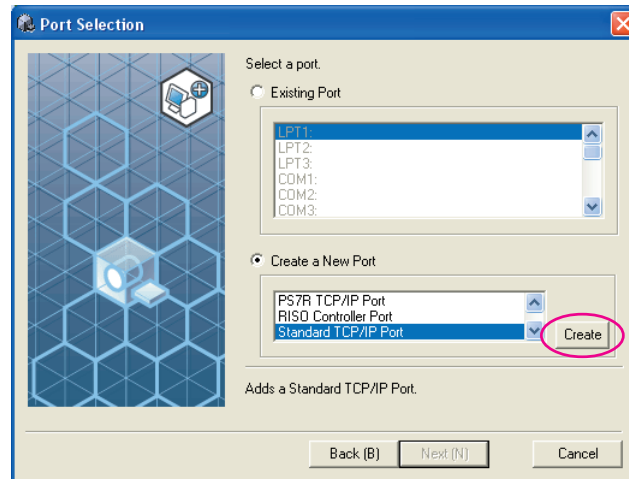 Port Selection
Select a port.
Existing Port
LPT1:
LPT2:
LPT3:
COM1:
COM2:
COM3:
Create a New Port
PS7R TCP/IP Port
RISO Controller Port
Standard TCP/IP Port
Create
Adds a Standard TCP/IP Port.
Back (B)
Next (N)
Cancel